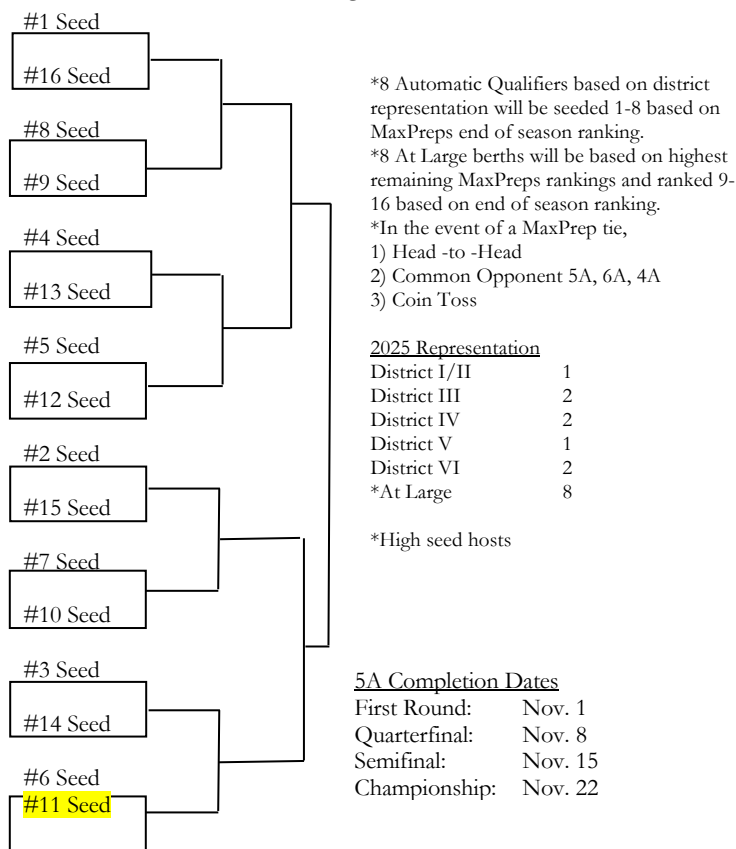 #1 Seed
#16 Seed
#8 Seed
#9 Seed
#4 Seed
#13 Seed
#5 Seed
#12 Seed
#2 Seed
#15 Seed
#7 Seed
#10 Seed
#3 Seed
#14 Seed
#6 Seed
#11 Seed
*8 Automatic Qualifiers based on district
representation will be seeded 1-8 based on
MaxPreps end of season ranking.
*8 At Large berths will be based on highest
remaining MaxPreps rankings and ranked 9-
16 based on end of season ranking.
*In the event of a MaxPrep tie,
1) Head -to -Head
2) Common Opponent 5A, 6A, 4A
3) Coin Toss
2025 Representation
District I/II 1
District III 2
District IV 2
District V 1
District VI 2
*At Large 8
*High seed hosts
5A Completion Dates
First Round: Nov. 1
Quarterfinal: Nov. 8
Semifinal: Nov. 15
Championship: Nov. 22